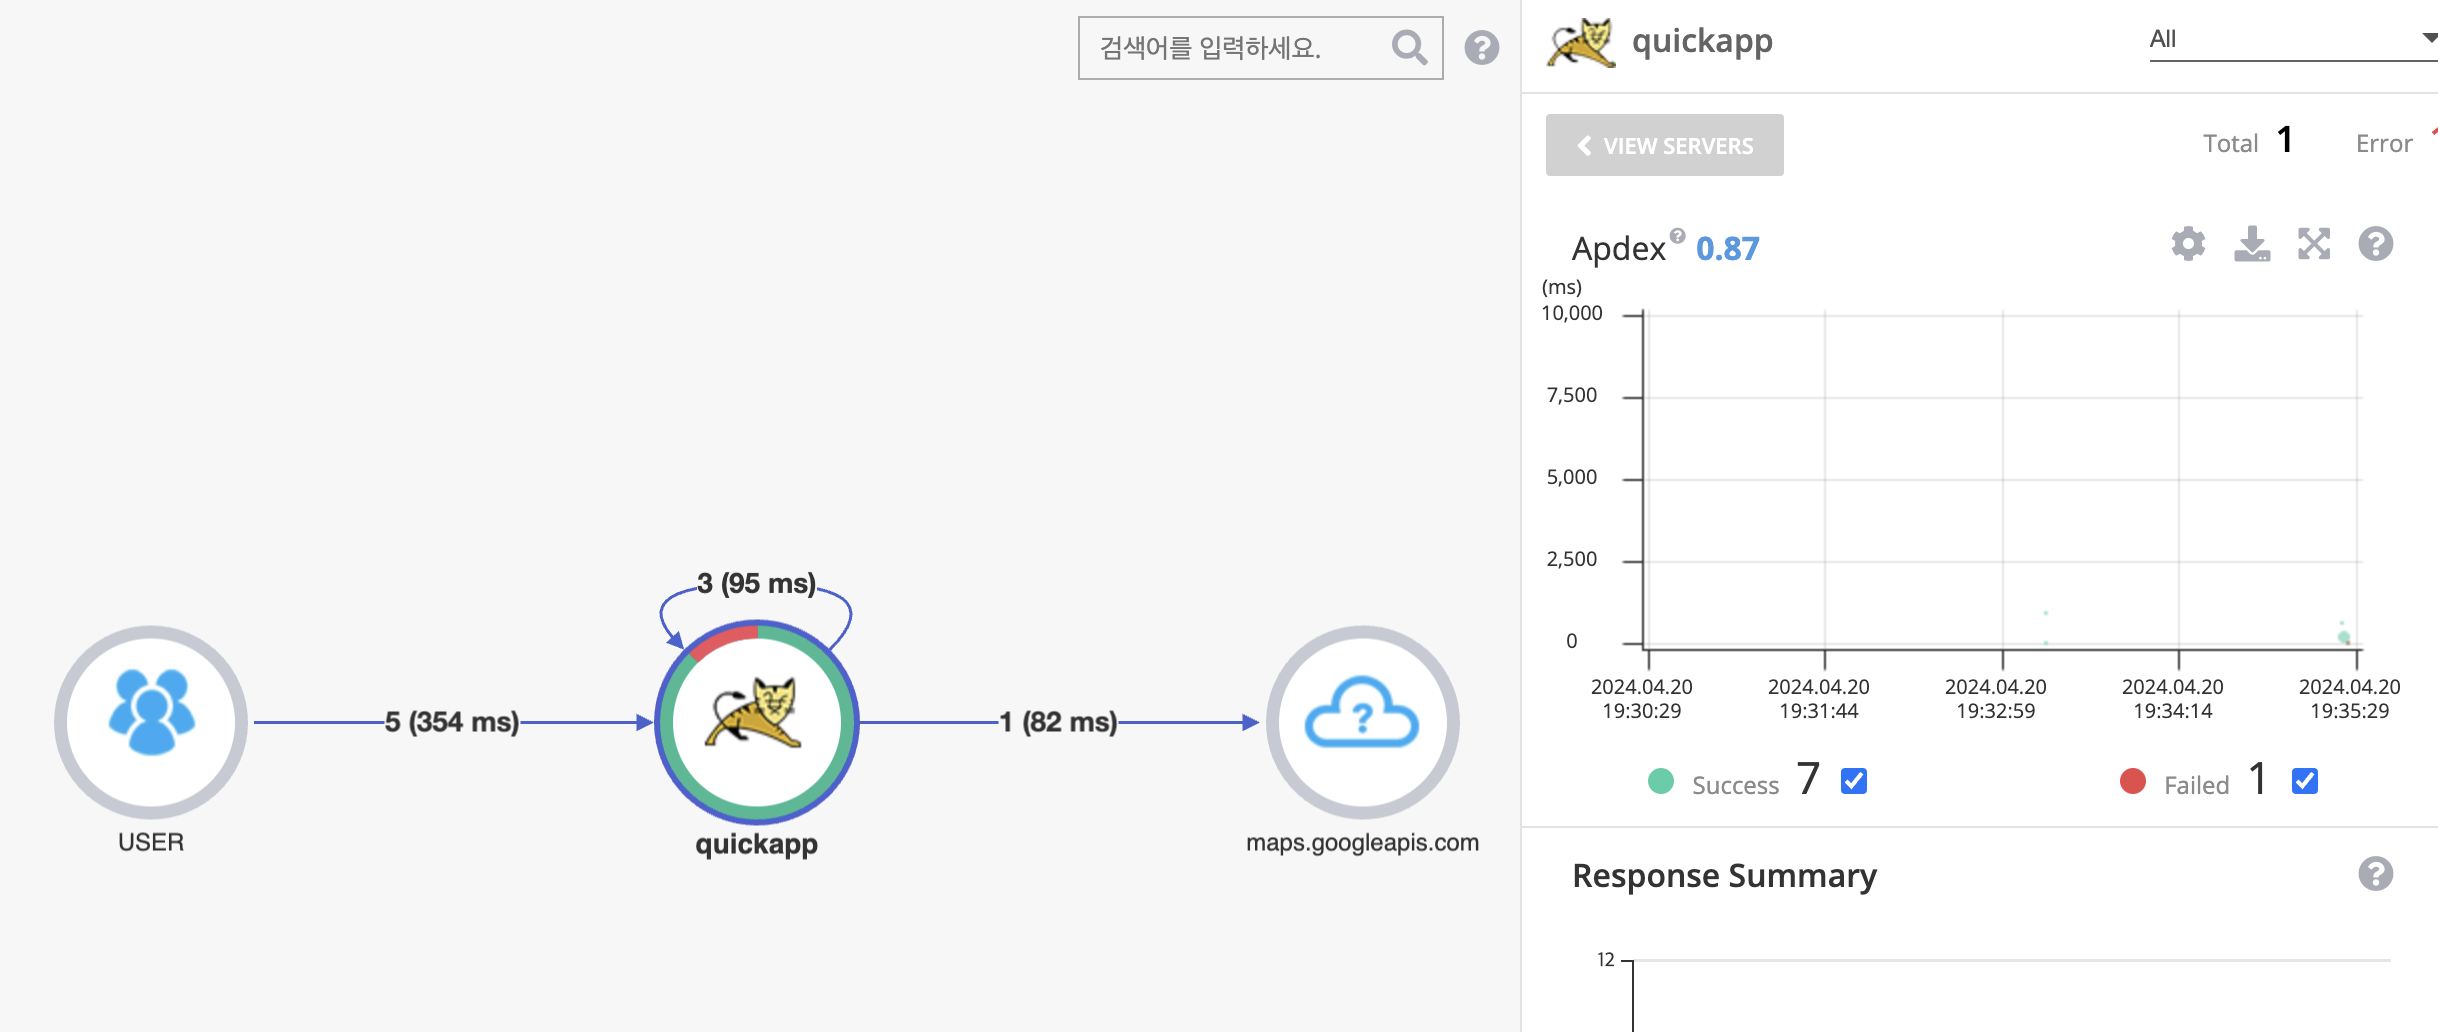 검색어를 입력하세요.
3 (95 ms)
5 (354 ms)
1 (82 ms)
USER
quickapp
maps.googleapis.com
quickapp
All
VIEW SERVERS
Total 1 Error
Apdex 0.87
(ms)
10,000
7,500
5,000
2,500
0
2024.04.20 2024.04.20 2024.04.20 2024.04.20 2024.04.20
19:30:29 19:31:44 19:32:59 19:34:14 19:35:29
Success 7 Failed 1
Response Summary
12